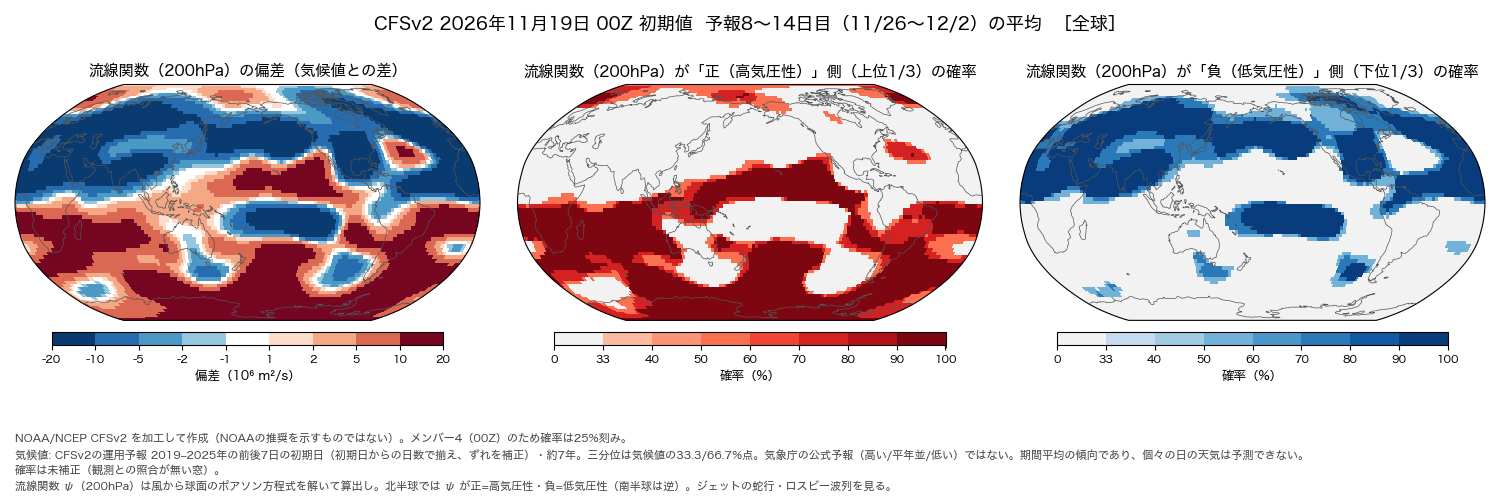 CFSv2 2026年11月19日 00Z 初期値 予報8～14日目（11/26～12/2）の平均 ［全球］
流線関数（200hPa）の偏差（気候値との差）
流線関数（200hPa）が「正（高気圧性）」側（上位1/3）の確率
流線関数（200hPa）が「負（低気圧性）」側（下位1/3）の確率
-20 -10 -5 -2 -1 1 2 5 10 20
偏差（10⁶ m²/s）
0 33 40 50 60 70 80 90 100
確率（%）
0 33 40 50 60 70 80 90 100
確率（%）
NOAA/NCEP CFSv2 を加工して作成（NOAAの推奨を示すものではない）。メンバー4（00Z）のため確率は25%刻み。
気候値: CFSv2の運用予報 2019–2025年の前後7日の初期日（初期日からの日数で揃え、ずれを補正）・約7年。三分位は気候値の33.3/66.7%点。気象庁の公式予報（高い/平年並/低い）ではない。期間平均の傾向であり、個々の日の天気は予測できない。
確率は未補正（観測との照合が無い窓）。
流線関数 ψ（200hPa）は風から球面のポアソン方程式を解いて算出し。北半球では ψ が正=高気圧性・負=低気圧性（南半球は逆）。ジェットの蛇行・ロスビー波列を見る。